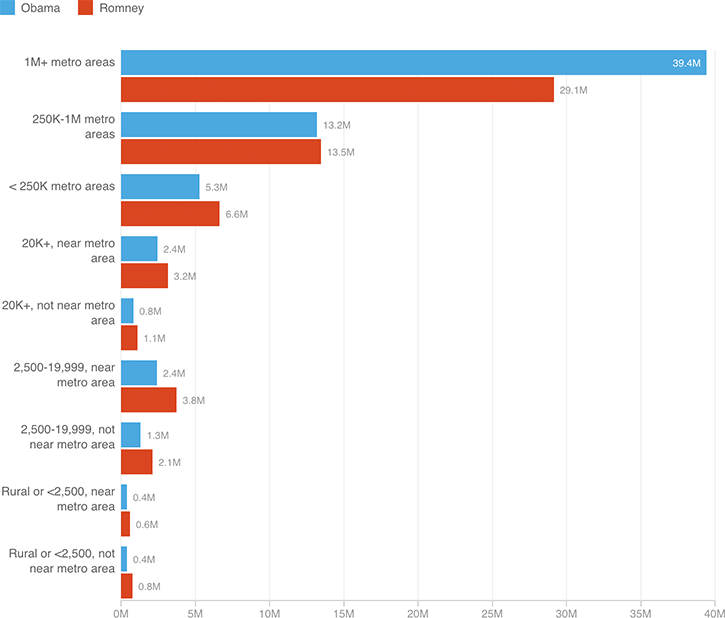 Obama Romney
1M+ metro areas
39.4M
29.1M
250K-1M metro
areas
13.2M
13.5M
< 250K metro areas
5.3M
6.6M
20K+, near metro
area
2.4M
3.2M
20K+, not near metro
area
0.8M
1.1M
2,500-19,999, near
metro area
2.4M
3.8M
2,500-19,999, not
near metro area
1.3M
2.1M
Rural or <2,500, near
metro area
0.4M
0.6M
Rural or <2,500, not
near metro area
0.4M
0.8M
0M 5M 10M 15M 20M 25M 30M 35M 40M